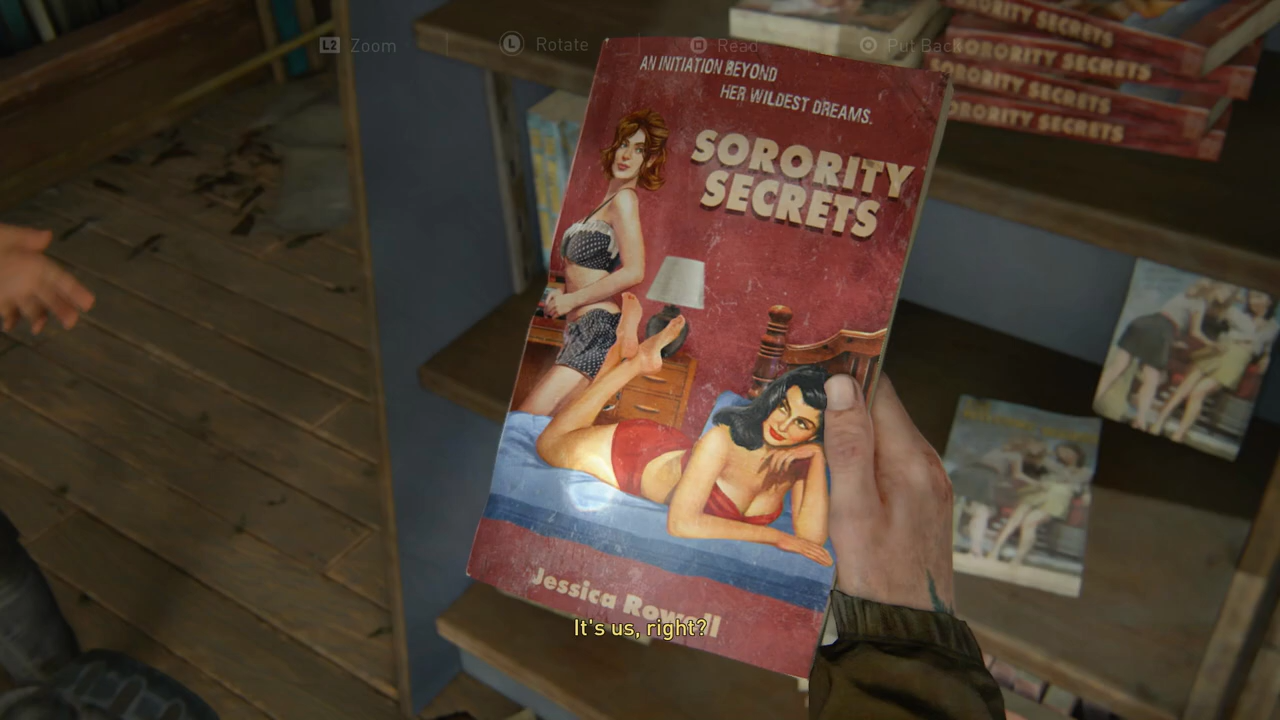 L2 Zoom
L Rotate
Read
Put Back
SORORITY SECRETS
SORORITY SECRETS
SORORITY SECRETS
SORORITY SECRETS
AN INITIATION BEYOND
HER WILDEST DREAMS.
SORORITY
SECRETS
Jessica Rowell
It's us, right?